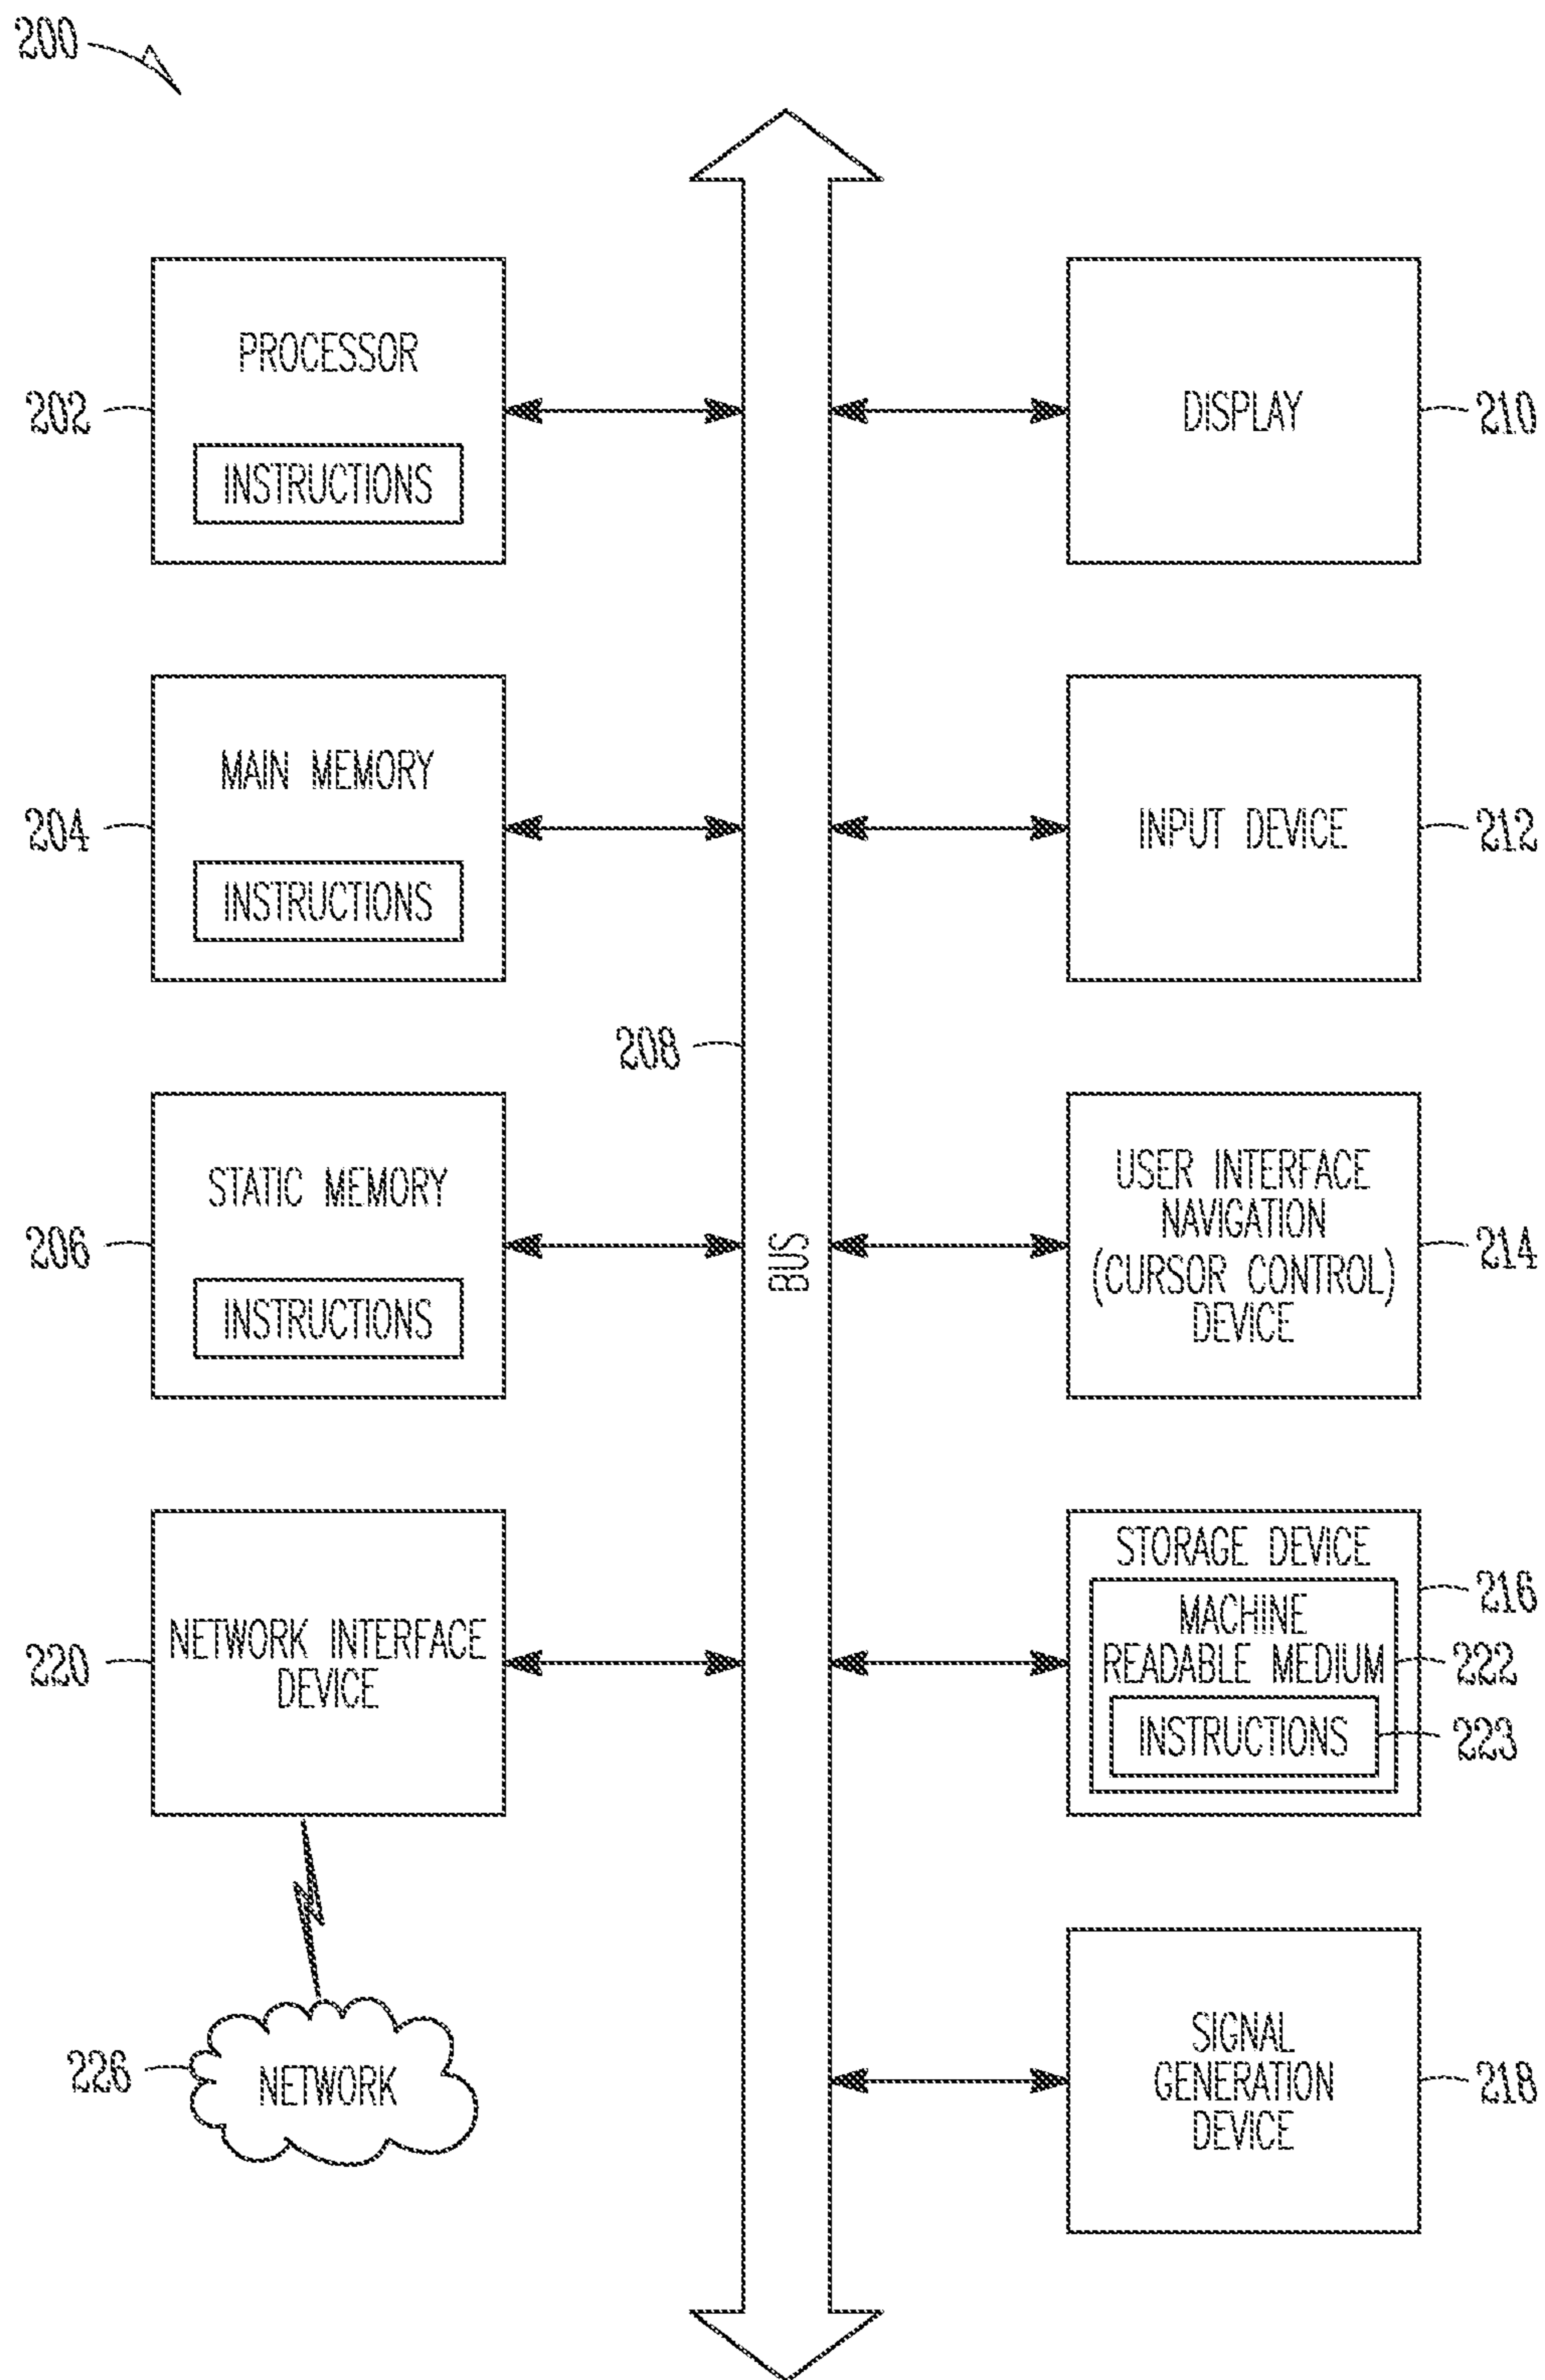 200
PROCESSOR
202
INSTRUCTIONS
MAIN MEMORY
204
INSTRUCTIONS
STATIC MEMORY
206
INSTRUCTIONS
NETWORK INTERFACE
DEVICE
220
NETWORK
226
208
BUS
DISPLAY
210
INPUT DEVICE
212
USER INTERFACE
NAVIGATION
(CURSOR CONTROL)
DEVICE
214
STORAGE DEVICE
216
MACHINE
READABLE MEDIUM
222
INSTRUCTIONS
223
SIGNAL
GENERATION
DEVICE
218